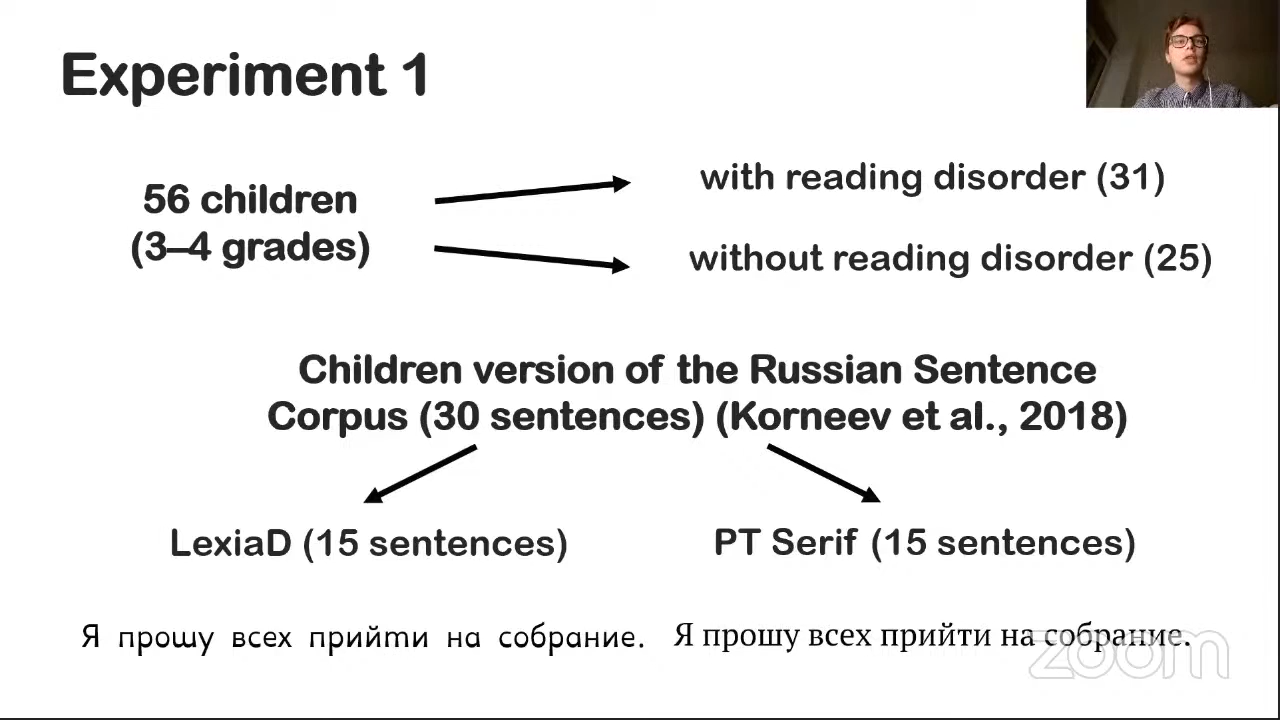 Experiment 1
56 children
(3–4 grades)
with reading disorder (31)
without reading disorder (25)
Children version of the Russian Sentence
Corpus (30 sentences) (Korneev et al., 2018)
LexiaD (15 sentences)
PT Serif (15 sentences)
Я прошу всех прийти на собрание.
Я прошу всех прийти на собрание.
zoom